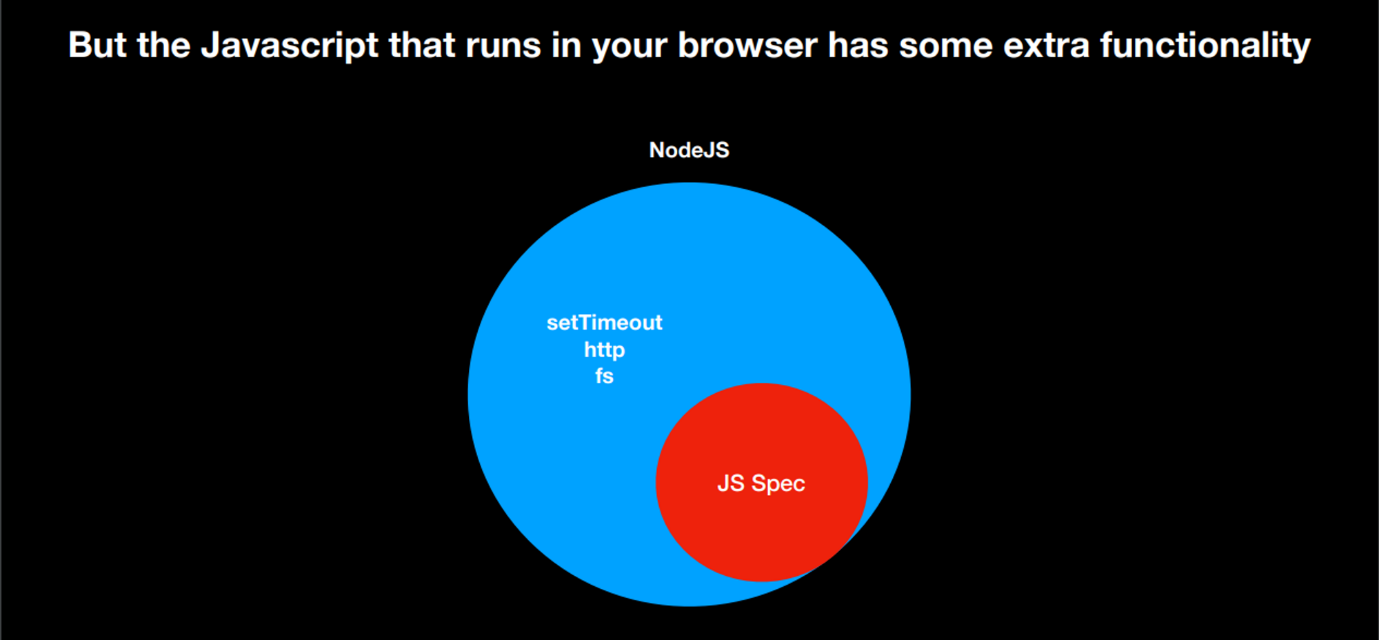 But the Javascript that runs in your browser has some extra functionality
NodeJS
setTimeout
http
fs
JS Spec